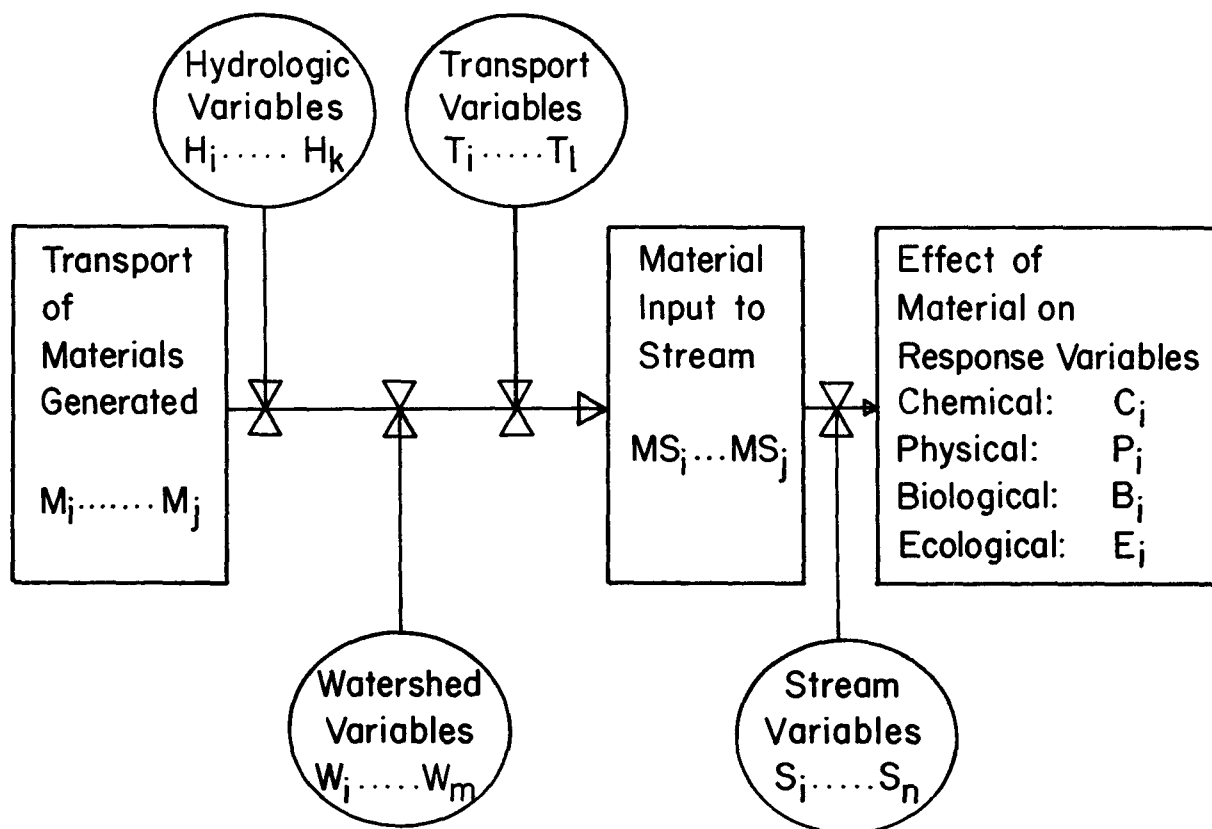 Hydrologic
Variables
Hi ..... Hk
Transport
Variables
Ti ..... Tl
Transport
of
Materials
Generated
Mi ....... Mj
Material
Input to
Stream
MSi ... MSj
Effect of
Material on
Response Variables
Chemical: Ci
Physical: Pi
Biological: Bi
Ecological: Ei
Watershed
Variables
Wi ..... Wm
Stream
Variables
Si ..... Sn